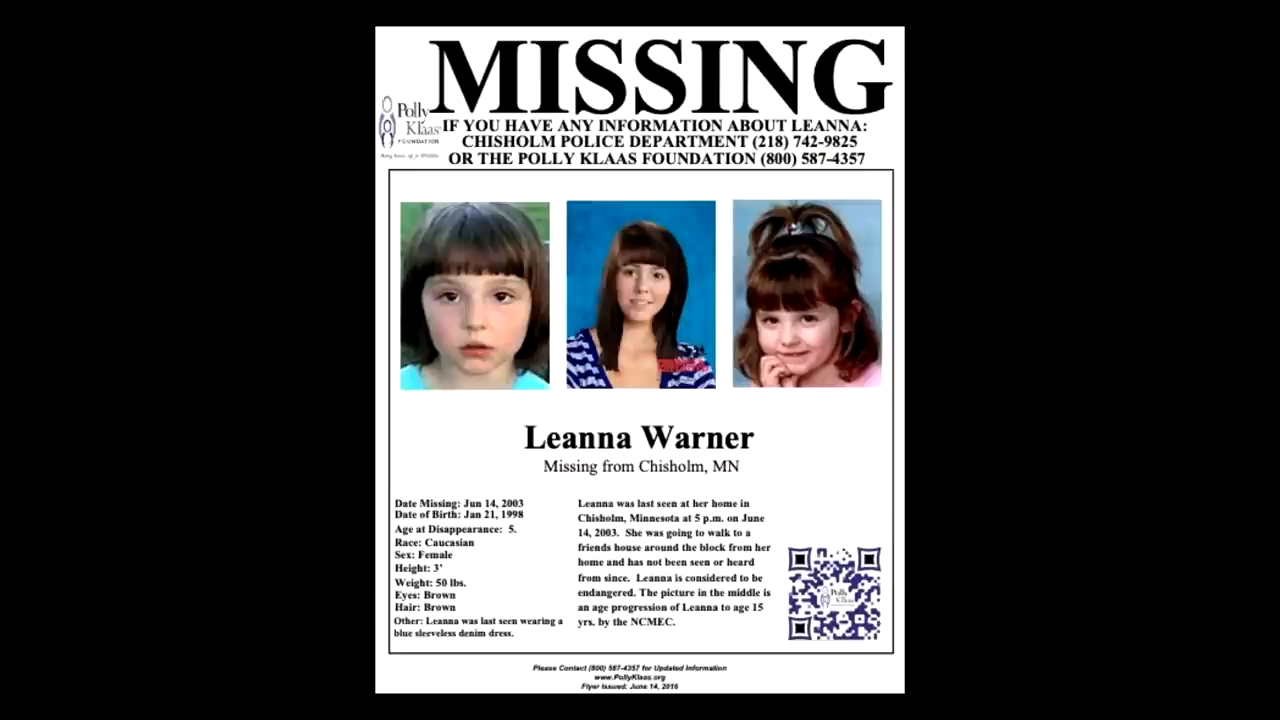 MISSING
Polly
Klaas
FOUNDATION
IF YOU HAVE ANY INFORMATION ABOUT LEANNA:
CHISHOLM POLICE DEPARTMENT (218) 742-9825
OR THE POLLY KLAAS FOUNDATION (800) 587-4357
Leanna Warner
Missing from Chisholm, MN
Date Missing: Jun 14, 2003
Date of Birth: Jan 21, 1998
Age at Disappearance: 5.
Race: Caucasian
Sex: Female
Height: 3'
Weight: 50 lbs.
Eyes: Brown
Hair: Brown
Other: Leanna was last seen wearing a
blue sleeveless denim dress.
Leanna was last seen at her home in
Chisholm, Minnesota at 5 p.m. on June
14, 2003. She was going to walk to a
friends house around the block from her
home and has not been seen or heard
from since. Leanna is considered to be
endangered. The picture in the middle is
an age progression of Leanna to age 15
yrs. by the NCMEC.
Polly
Klaas
Please Contact (800) 587-4357 for Updated Information
www.PollyKlaas.org
Flyer Issued: June 14, 2016